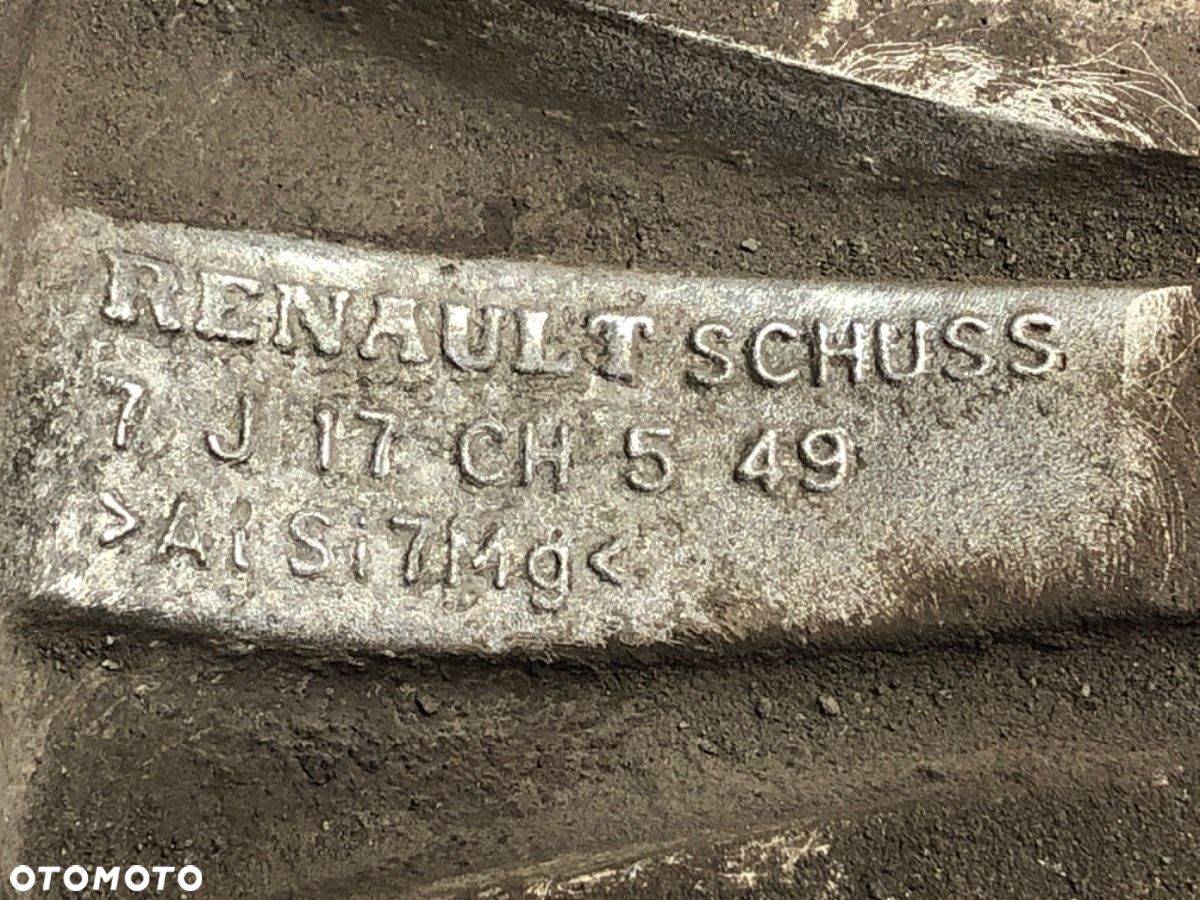 RENAULT SCHUSS
7 J 17 CH 5 49
>AlSi7Mg<
OTOMOTO